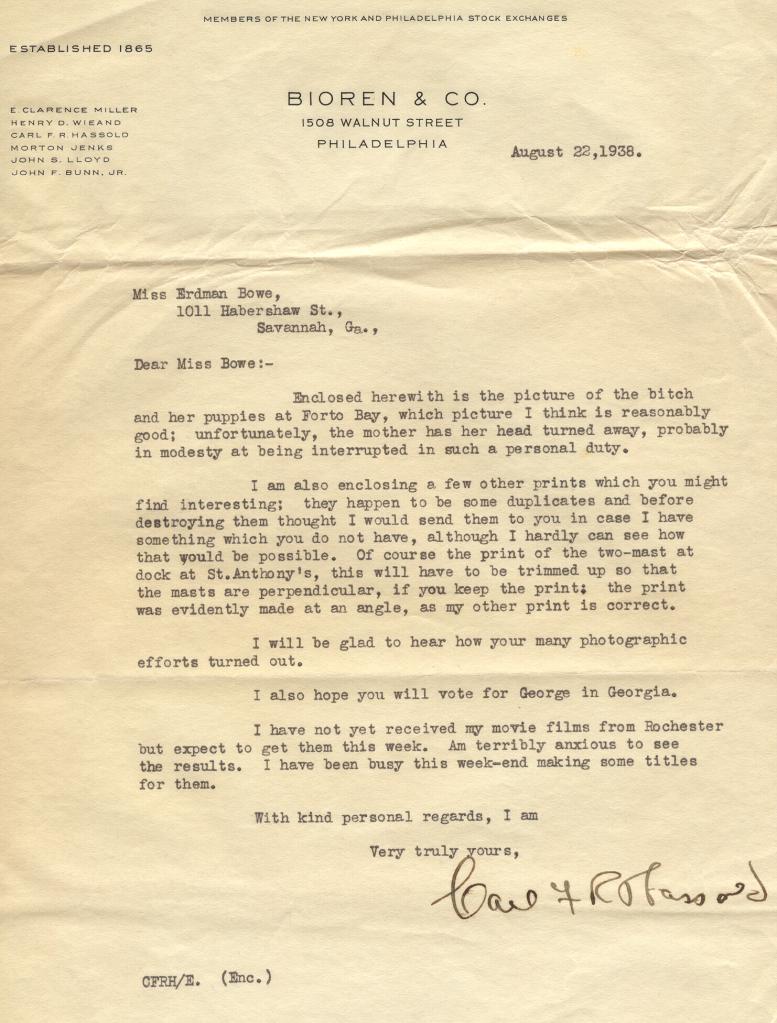 MEMBERS OF THE NEW YORK AND PHILADELPHIA STOCK EXCHANGES
ESTABLISHED 1865
E. CLARENCE MILLER
HENRY D. WIEAND
CARL F. R. HASSOLD
MORTON JENKS
JOHN S. LLOYD
JOHN F. BUNN, JR.
BIOREN & CO.
1508 WALNUT STREET
PHILADELPHIA
August 22,1938.
Miss Erdman Bowe,
1011 Habershaw St.,
Savannah, Ga.,
Dear Miss Bowe:-
Enclosed herewith is the picture of the bitch
and her puppies at Forto Bay, which picture I think is reasonably
good; unfortunately, the mother has her head turned away, probably
in modesty at being interrupted in such a personal duty.
I am also enclosing a few other prints which you might
find interesting; they happen to be some duplicates and before
destroying them thought I would send them to you in case I have
something which you do not have, although I hardly can see how
that would be possible. Of course the print of the two-mast at
dock at St.Anthony's, this will have to be trimmed up so that
the masts are perpendicular, if you keep the print; the print
was evidently made at an angle, as my other print is correct.
I will be glad to hear how your many photographic
efforts turned out.
I also hope you will vote for George in Georgia.
I have not yet received my movie films from Rochester
but expect to get them this week. Am terribly anxious to see
the results. I have been busy this week-end making some titles
for them.
With kind personal regards, I am
Very truly yours,
Carl F R Hassold
CFRH/E. (Enc.)